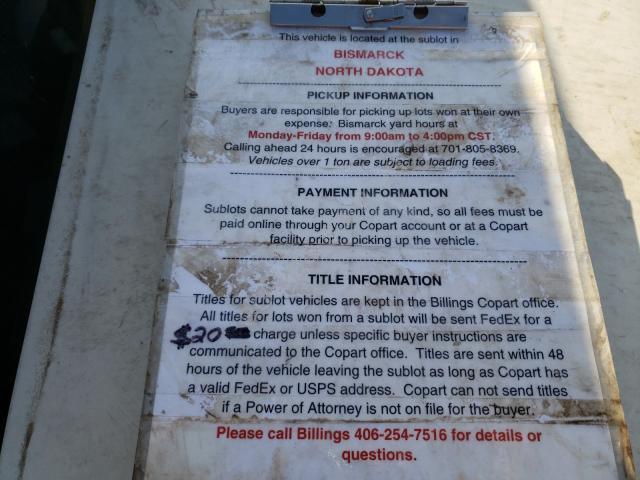 This vehicle is located at the sublot in
BISMARCK
NORTH DAKOTA
PICKUP INFORMATION
Buyers are responsible for picking up lots won at their own
expense. Bismarck yard hours at
Monday-Friday from 9:00am to 4:00pm CST.
Calling ahead 24 hours is encouraged at 701-805-8369.
Vehicles over 1 ton are subject to loading fees.
PAYMENT INFORMATION
Sublots cannot take payment of any kind, so all fees must be
paid online through your Copart account or at a Copart
facility prior to picking up the vehicle.
TITLE INFORMATION
Titles for sublot vehicles are kept in the Billings Copart office.
All titles for lots won from a sublot will be sent FedEx for a
$20 charge unless specific buyer instructions are
communicated to the Copart office. Titles are sent within 48
hours of the vehicle leaving the sublot as long as Copart has
a valid FedEx or USPS address. Copart can not send titles
if a Power of Attorney is not on file for the buyer.
Please call Billings 406-254-7516 for details or
questions.